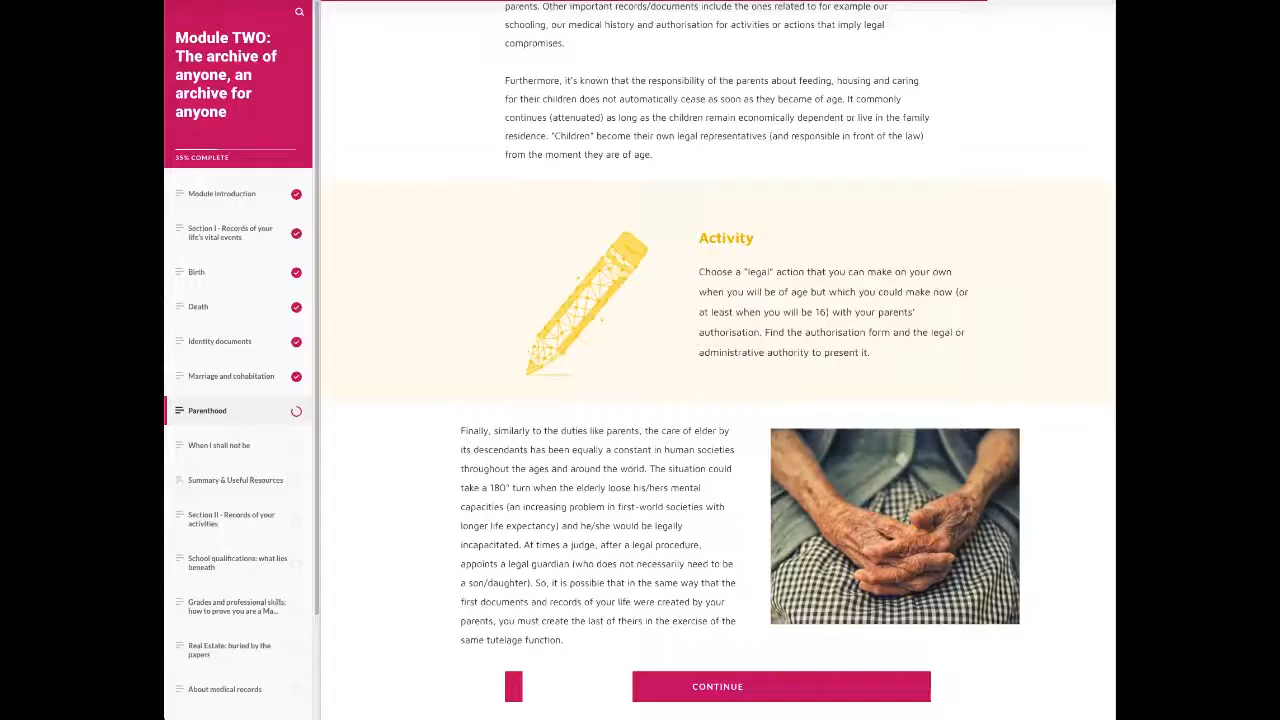 Module TWO:
The archive of
anyone, an
archive for
anyone
35% COMPLETE
Module Introduction
Section I - Records of your
life's vital events
Birth
Death
Identity documents
Marriage and cohabitation
Parenthood
When I shall not be
Summary & Useful Resources
Section II - Records of your
activities
School qualifications: what lies
beneath
Grades and professional skills:
how to prove you are a Ma...
Real Estate: buried by the
papers
About medical records
parents. Other important records/documents include the ones related to for example our
schooling, our medical history and authorisation for activities or actions that imply legal
compromises.
Furthermore, it's known that the responsibility of the parents about feeding, housing and caring
for their children does not automatically cease as soon as they became of age. It commonly
continues (attenuated) as long as the children remain economically dependent or live in the family
residence. "Children" become their own legal representatives (and responsible in front of the law)
from the moment they are of age.
Activity
Choose a "legal" action that you can make on your own
when you will be of age but which you could make now (or
at least when you will be 16) with your parents'
authorisation. Find the authorisation form and the legal or
administrative authority to present it.
Finally, similarly to the duties like parents, the care of elder by
its descendants has been equally a constant in human societies
throughout the ages and around the world. The situation could
take a 180° turn when the elderly loose his/hers mental
capacities (an increasing problem in first-world societies with
longer life expectancy) and he/she would be legally
incapacitated. At times a judge, after a legal procedure,
appoints a legal guardian (who does not necessarily need to be
a son/daughter). So, it is possible that in the same way that the
first documents and records of your life were created by your
parents, you must create the last of theirs in the exercise of the
same tutelage function.
CONTINUE